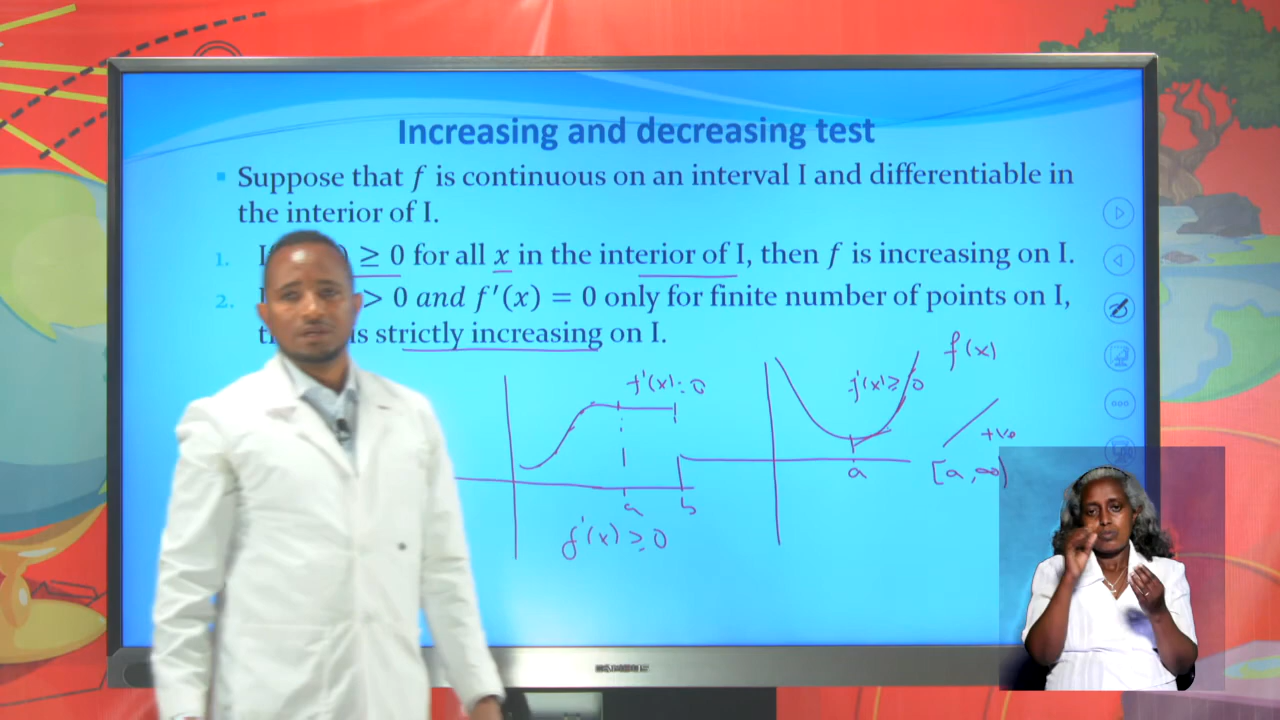 Increasing and decreasing test
▪ Suppose that f is continuous on an interval I and differentiable in
the interior of I.
1. ≥ 0 for all x in the interior of I, then f is increasing on I.
2. > 0 and f'(x) = 0 only for finite number of points on I,
is strictly increasing on I.
f(x)
f'(x) = 0
f'(x) ≥ 0
+ve
a
[a, ∞)
a
b
f'(x) ≥ 0